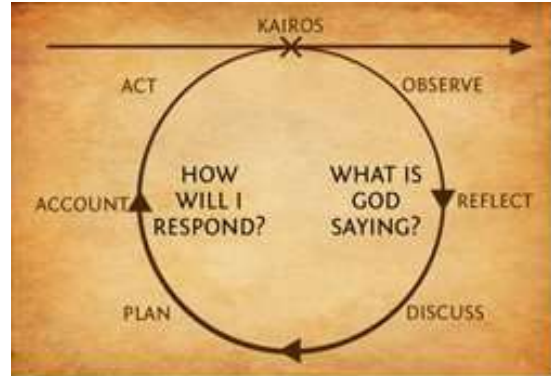 KAIROS
ACT
OBSERVE
HOW
WILL I
RESPOND?
WHAT IS
GOD
SAYING?
ACCOUNT
REFLECT
PLAN
DISCUSS